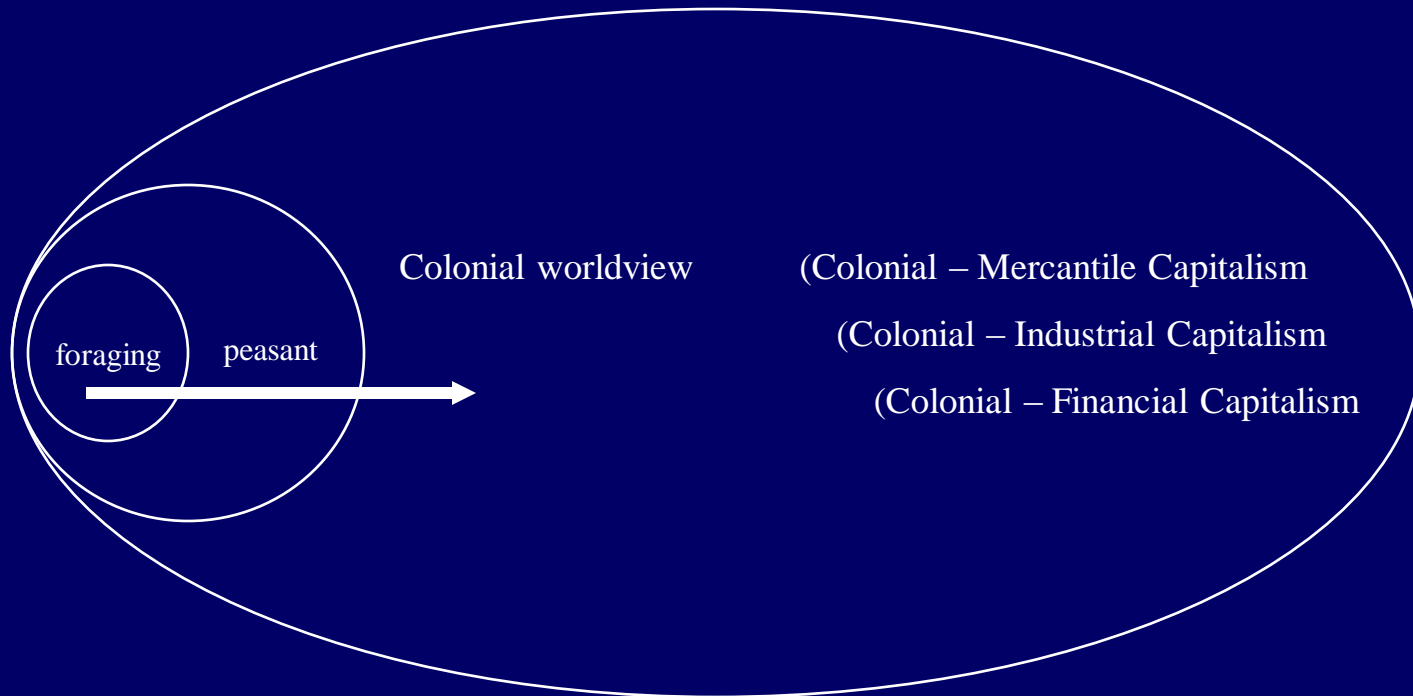 Colonial worldview (Colonial – Mercantile Capitalism
(Colonial – Industrial Capitalism
foraging peasant
(Colonial – Financial Capitalism